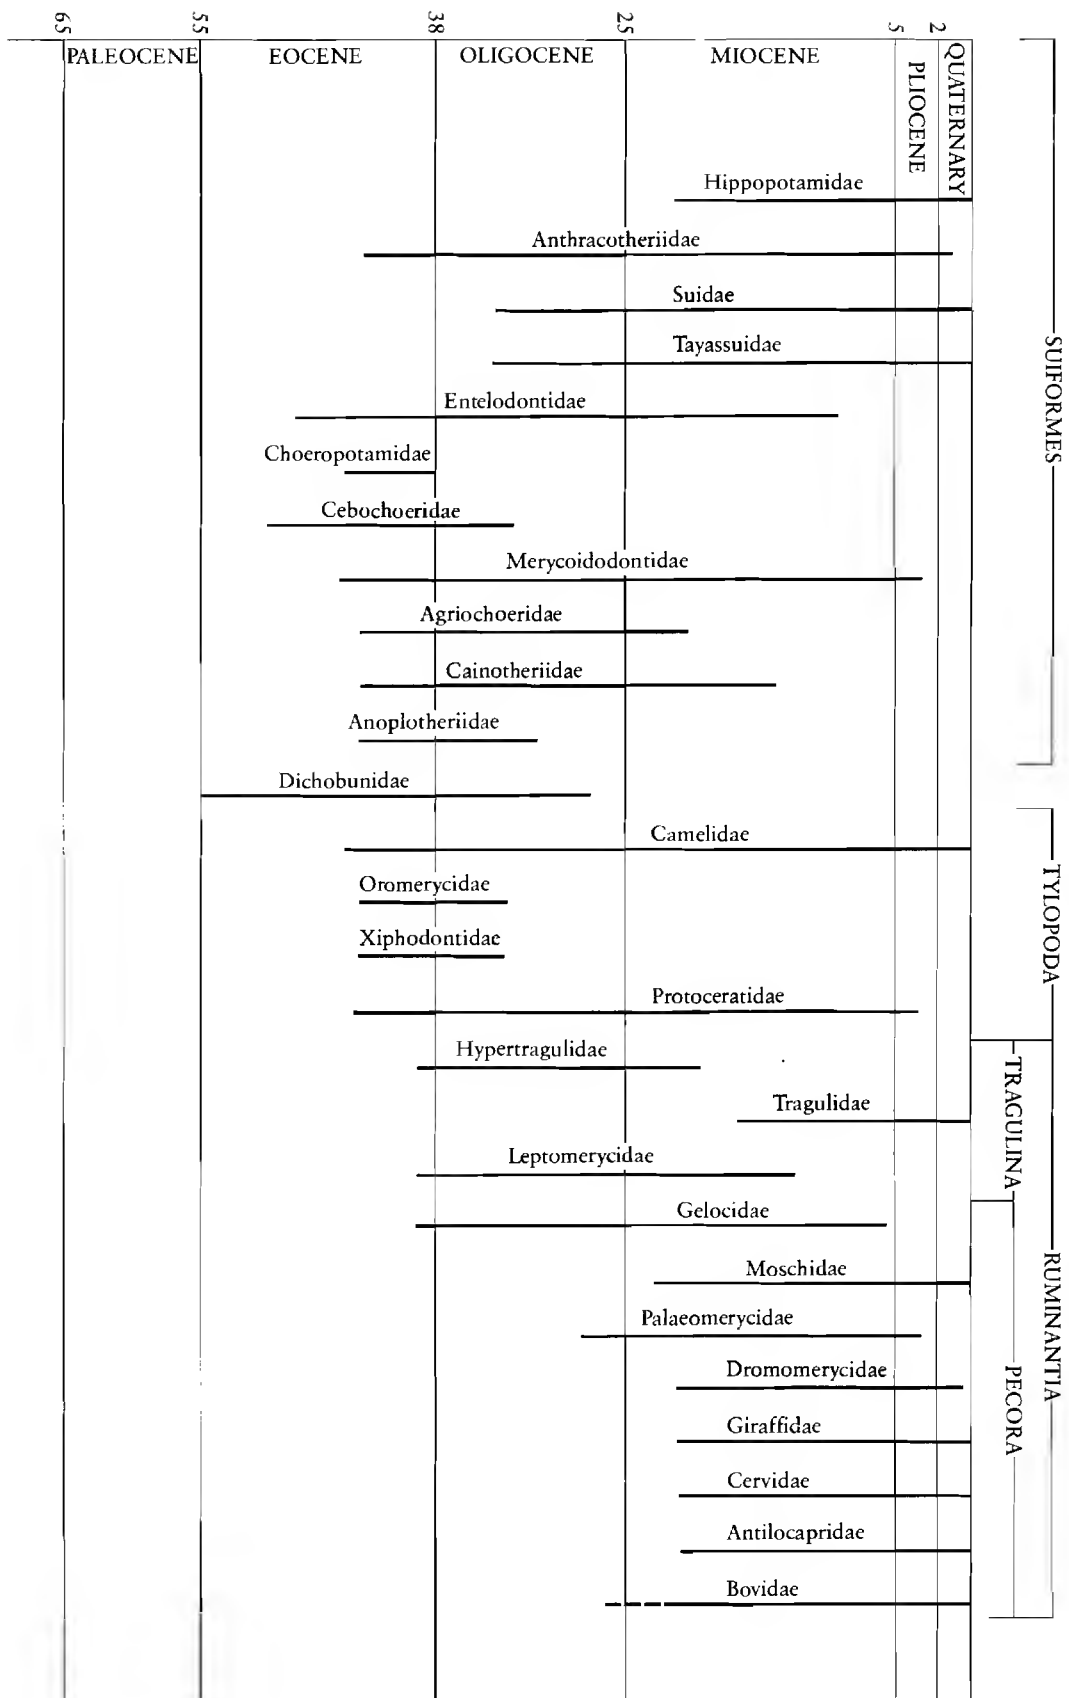 65
55
38
25
5
2
PALEOCENE
EOCENE
OLIGOCENE
MIOCENE
PLIOCENE
QUATERNARY
Hippopotamidae
Anthracotheriidae
Suidae
Tayassuidae
Entelodontidae
Choeropotamidae
Cebochoeridae
Merycoidodontidae
Agriochoeridae
Cainotheriidae
Anoplotheriidae
Dichobunidae
SUIFORMES
Camelidae
Oromerycidae
Xiphodontidae
Protoceratidae
TYLOPODA
Hypertragulidae
Tragulidae
Leptomerycidae
TRAGULINA
Gelocidae
Moschidae
Palaeomerycidae
Dromomerycidae
Giraffidae
Cervidae
Antilocapridae
Bovidae
PECORA
RUMINANTIA